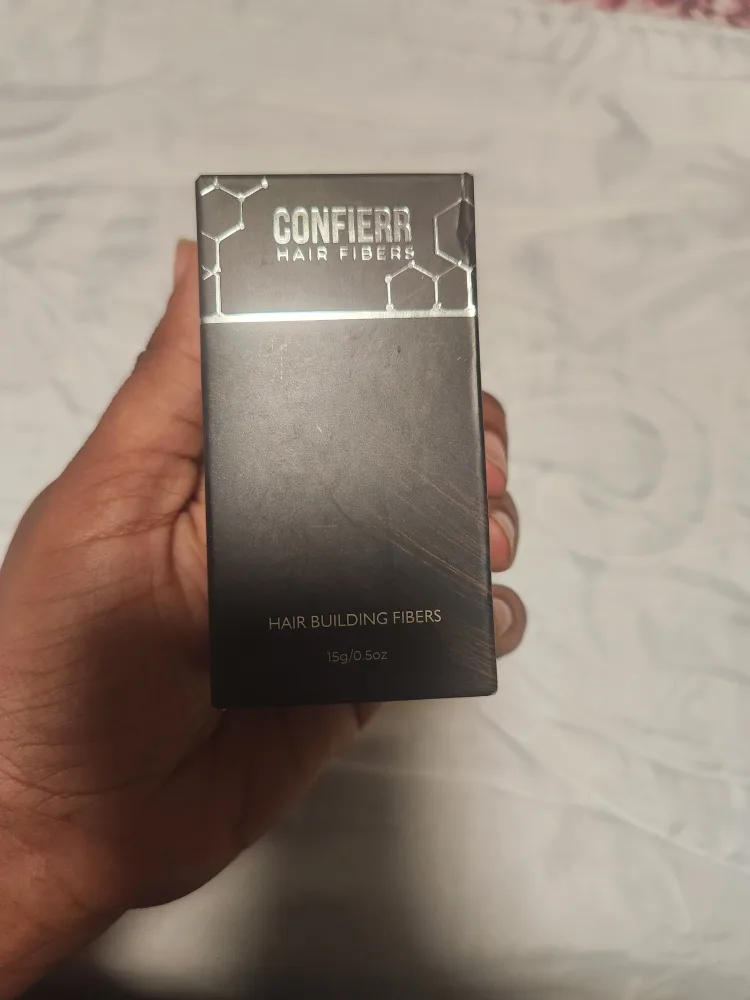 CONFIERR
HAIR FIBERS
HAIR BUILDING FIBERS
15g/0.5oz